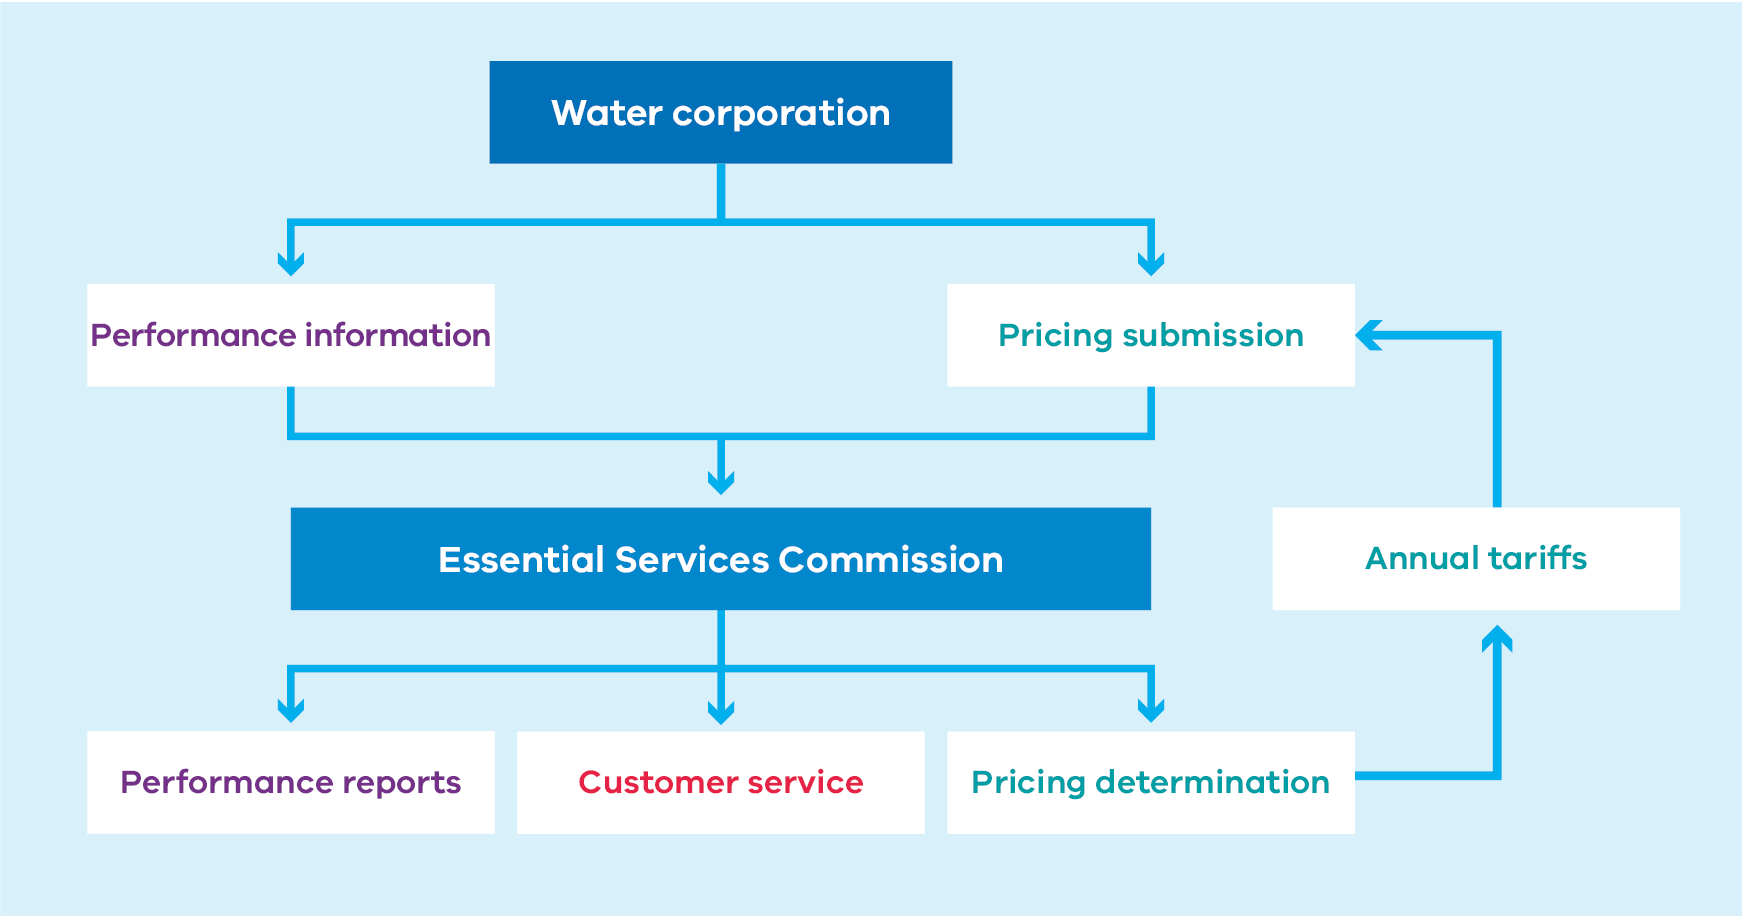 Water corporation
Performance information
Pricing submission
Essential Services Commission
Annual tariffs
Performance reports
Customer service
Pricing determination